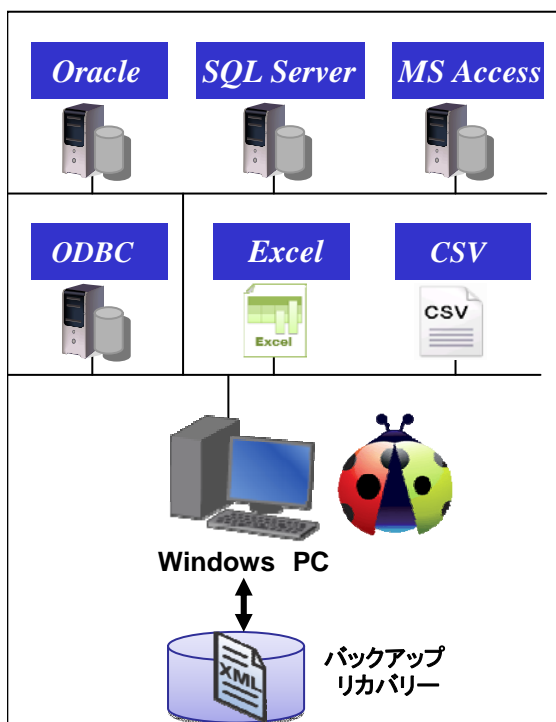 Oracle
SQL Server
MS Access
ODBC
Excel
CSV
Excel
CSV
Windows PC
XML
バックアップ
リカバリー